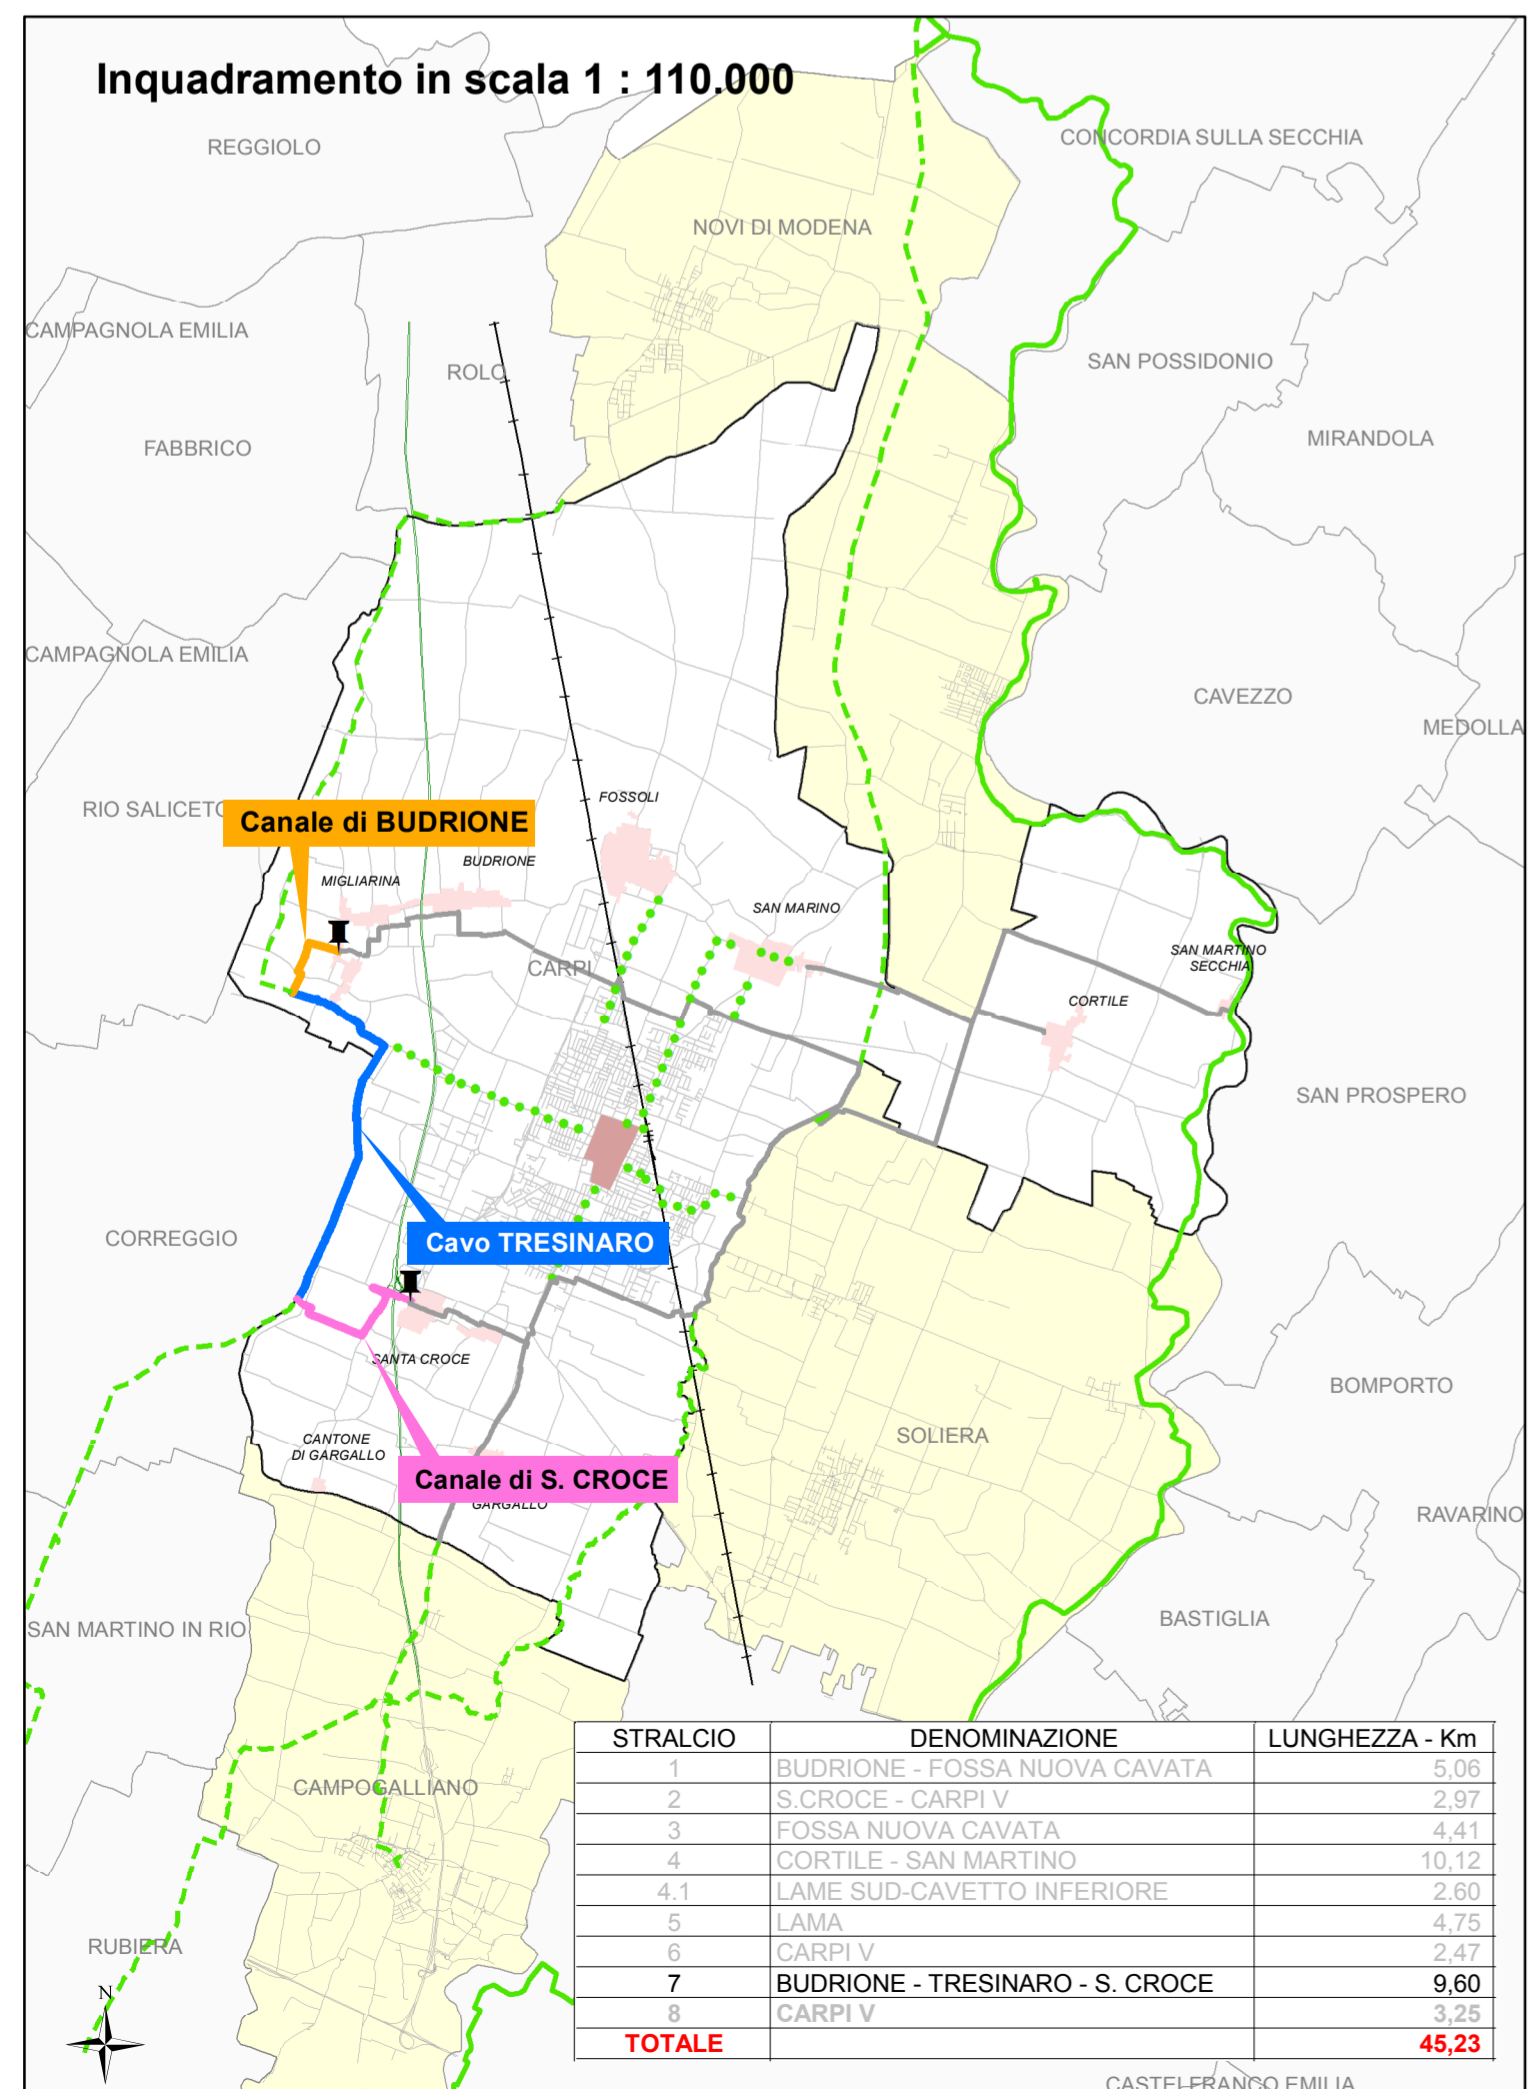 Inquadramento in scala 1 : 110.000
REGGIOLO
CONCORDIA SULLA SECCHIA
NOVI DI MODENA
CAMPAGNOLA EMILIA
ROLO
SAN POSSIDONIO
FABBRICO
MIRANDOLA
CAMPAGNOLA EMILIA
CAVEZZO
MEDOLLA
RIO SALICETO
FOSSOLI
Canale di BUDRIONE
BUDRIONE
MIGLIARINA
SAN MARINO
SAN MARTINO
SECCHIA
CARPI
CORTILE
SAN PROSPERO
CORREGGIO
Cavo TRESINARO
SANTA CROCE
BOMPORTO
SOLIERA
CANTONE
DI GARGALLO
Canale di S. CROCE
GARGALLO
RAVARINO
BASTIGLIA
SAN MARTINO IN RIO
STRALCIO DENOMINAZIONE LUNGHEZZA - Km
1 BUDRIONE - FOSSA NUOVA CAVATA 5,06
2 S.CROCE - CARPI V 2,97
3 FOSSA NUOVA CAVATA 4,41
4 CORTILE - SAN MARTINO 10,12
4.1 LAME SUD-CAVETTO INFERIORE 2.60
5 LAMA 4,75
6 CARPI V 2,47
7 BUDRIONE - TRESINARO - S. CROCE 9,60
8 CARPI V 3,25
TOTALE 45,23
CAMPOGALLIANO
RUBIERA
N
CASTELFRANCO EMILIA